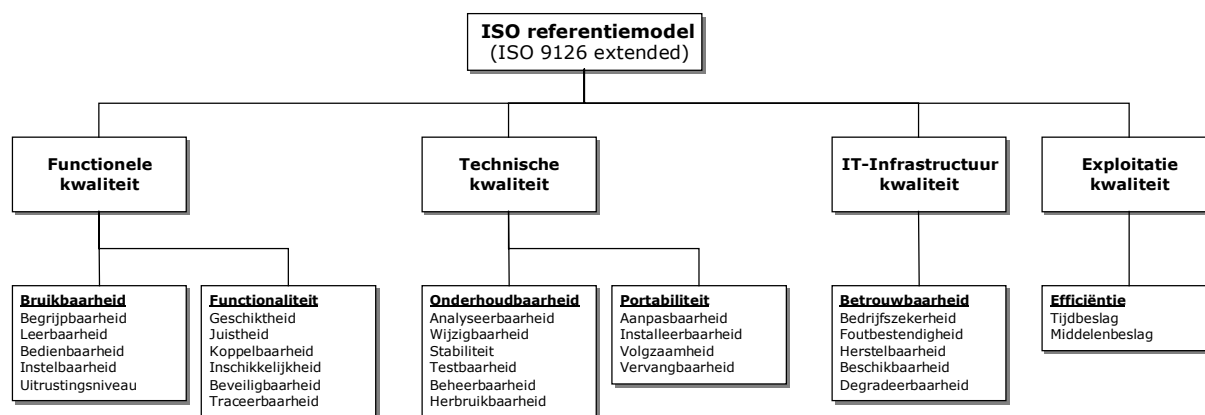 ISO referentiemodel
(ISO 9126 extended)
Functionele
kwaliteit
Technische
kwaliteit
IT-Infrastructuur
kwaliteit
Exploitatie
kwaliteit
Bruikbaarheid
Begrijpbaarheid
Leerbaarheid
Bedienbaarheid
Instelbaarheid
Uitrustingsniveau
Functionaliteit
Geschiktheid
Juistheid
Koppelbaarheid
Inschikkelijkheid
Beveiligbaarheid
Traceerbaarheid
Onderhoudbaarheid
Analyseerbaarheid
Wijzigbaarheid
Stabiliteit
Testbaarheid
Beheerbaarheid
Herbruikbaarheid
Portabiliteit
Aanpasbaarheid
Installeerbaarheid
Volgzaamheid
Vervangbaarheid
Betrouwbaarheid
Bedrijfszekerheid
Foutbestendigheid
Herstelbaarheid
Beschikbaarheid
Degradeerbaarheid
Efficiëntie
Tijdbeslag
Middelenbeslag